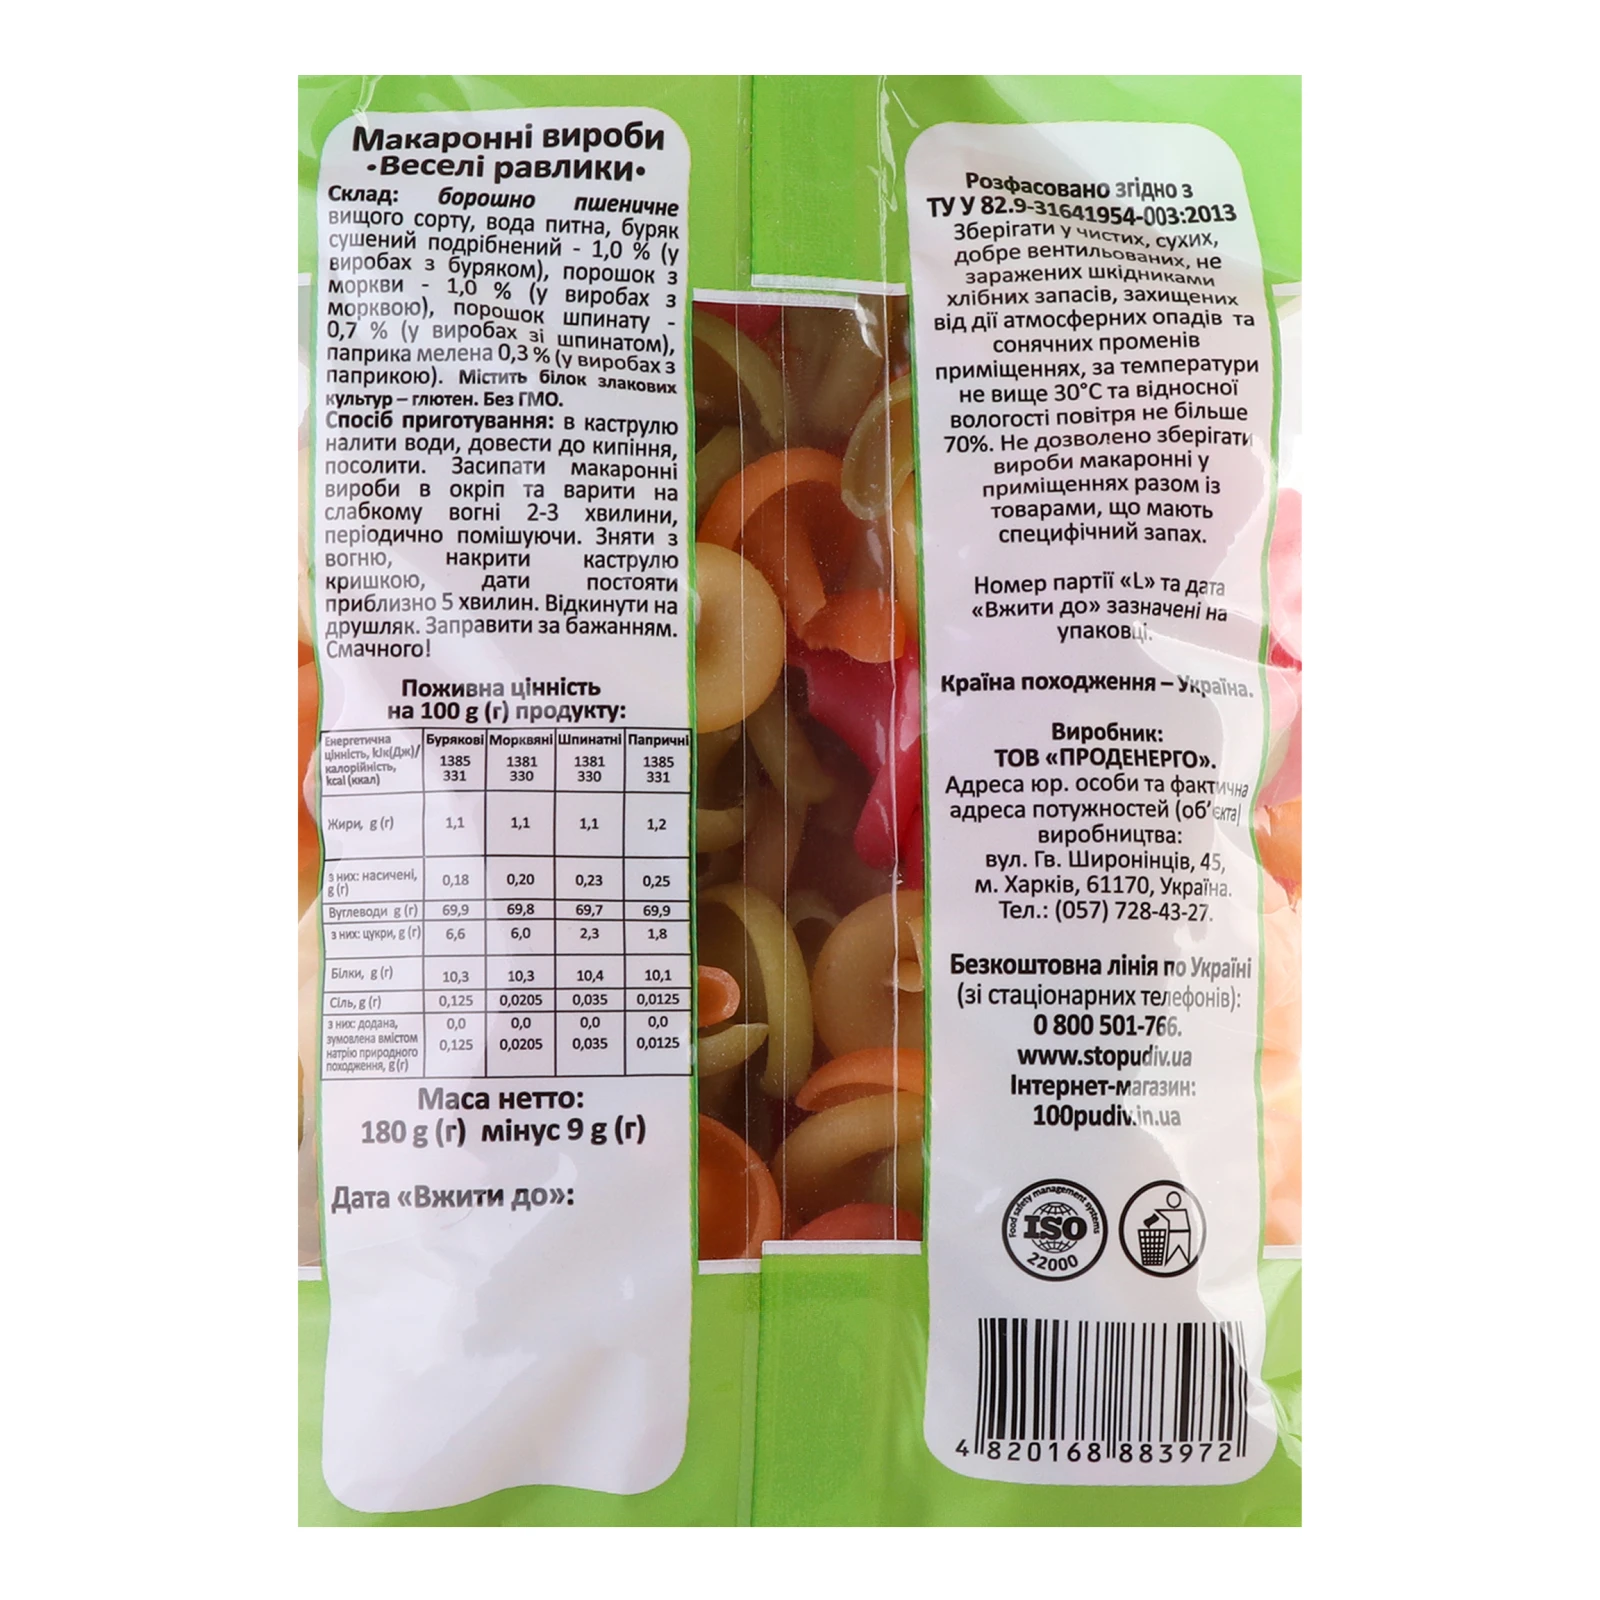 Макаронні вироби
•Веселі равлики•
Склад: борошно пшеничне
вищого сорту, вода питна, буряк
сушений подрібнений - 1,0 % (у
виробах з буряком), порошок з
моркви - 1,0 % (у виробах з
морквою), порошок шпинату -
0,7 % (у виробах зі шпинатом),
паприка мелена 0,3 % (у виробах з
паприкою). Містить білок злакових
культур – глютен. Без ГМО.
Спосіб приготування: в каструлю
налити води, довести до кипіння,
посолити. Засипати макаронні
вироби в окріп та варити на
слабкому вогні 2-3 хвилини,
періодично помішуючи. Зняти з
вогню, накрити каструлю
кришкою, дати постояти
приблизно 5 хвилин. Відкинути на
друшляк. Заправити за бажанням.
Смачного!
Поживна цінність
на 100 g (г) продукту:
Енергетична цінність, kJк(Дж)/ калорійність, kcal (ккал) Бурякові 1385 331 Морквяні 1381 330 Шпинатні 1381 330 Папричні 1385 331
Жири, g (г) 1,1 1,1 1,1 1,2
з них: насичені, g (г) 0,18 0,20 0,23 0,25
Вуглеводи g (г) 69,9 69,8 69,7 69,9
з них: цукри, g (г) 6,6 6,0 2,3 1,8
Білки, g (г) 10,3 10,3 10,4 10,1
Сіль, g (г) 0,125 0,0205 0,035 0,0125
з них: додана, 0,0 0,0 0,0 0,0
зумовлена вмістом натрію природного походження, g (г) 0,125 0,0205 0,035 0,0125
Маса нетто:
180 g (г) мінус 9 g (г)
Дата «Вжити до»:
Розфасовано згідно з
ТУ У 82.9-31641954-003:2013
Зберігати у чистих, сухих,
добре вентильованих, не
заражених шкідниками
хлібних запасів, захищених
від дії атмосферних опадів та
сонячних променів
приміщеннях, за температури
не вище 30°С та відносної
вологості повітря не більше
70%. Не дозволено зберігати
вироби макаронні у
приміщеннях разом із
товарами, що мають
специфічний запах.
Номер партії «L» та дата
«Вжити до» зазначені на
упаковці.
Країна походження – Україна.
Виробник:
ТОВ «ПРОДЕНЕРГО».
Адреса юр. особи та фактична
адреса потужностей (об'єкта)
виробництва:
вул. Гв. Широнінців, 45,
м. Харків, 61170, Україна.
Тел.: (057) 728-43-27.
Безкоштовна лінія по Україні
(зі стаціонарних телефонів):
0 800 501-766.
www.stopudiv.ua
Інтернет-магазин:
100pudiv.in.ua
Food safety management systems
ISO
22000
4 820168 883972